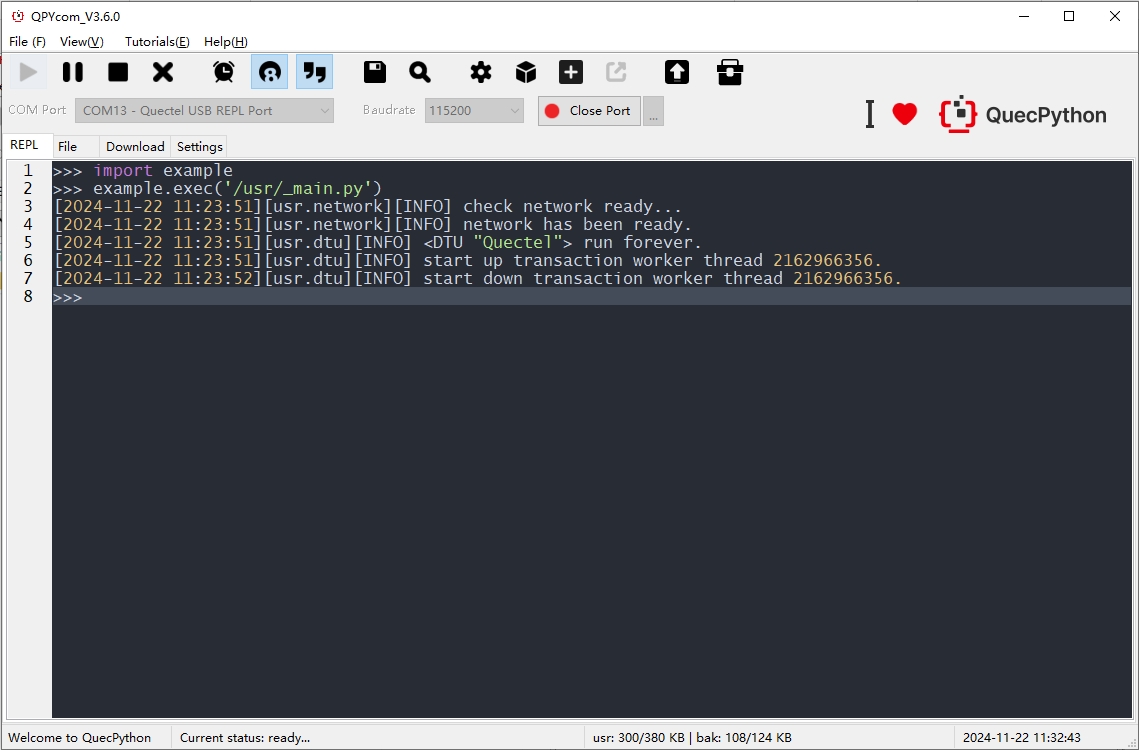 QPYcom_V3.6.0
File (F) View(V) Tutorials(E) Help(H)
COM Port COM13 - Quectel USB REPL Port Baudrate 115200 Close Port ... I QuecPython
REPL File Download Settings
1 >>> import example
2 >>> example.exec('/usr/_main.py')
3 [2024-11-22 11:23:51][usr.network][INFO] check network ready...
4 [2024-11-22 11:23:51][usr.network][INFO] network has been ready.
5 [2024-11-22 11:23:51][usr.dtu][INFO] <DTU "Quectel"> run forever.
6 [2024-11-22 11:23:51][usr.dtu][INFO] start up transaction worker thread 2162966356.
7 [2024-11-22 11:23:52][usr.dtu][INFO] start down transaction worker thread 2162966356.
8 >>>
Welcome to QuecPython Current status: ready... usr: 300/380 KB | bak: 108/124 KB 2024-11-22 11:32:43